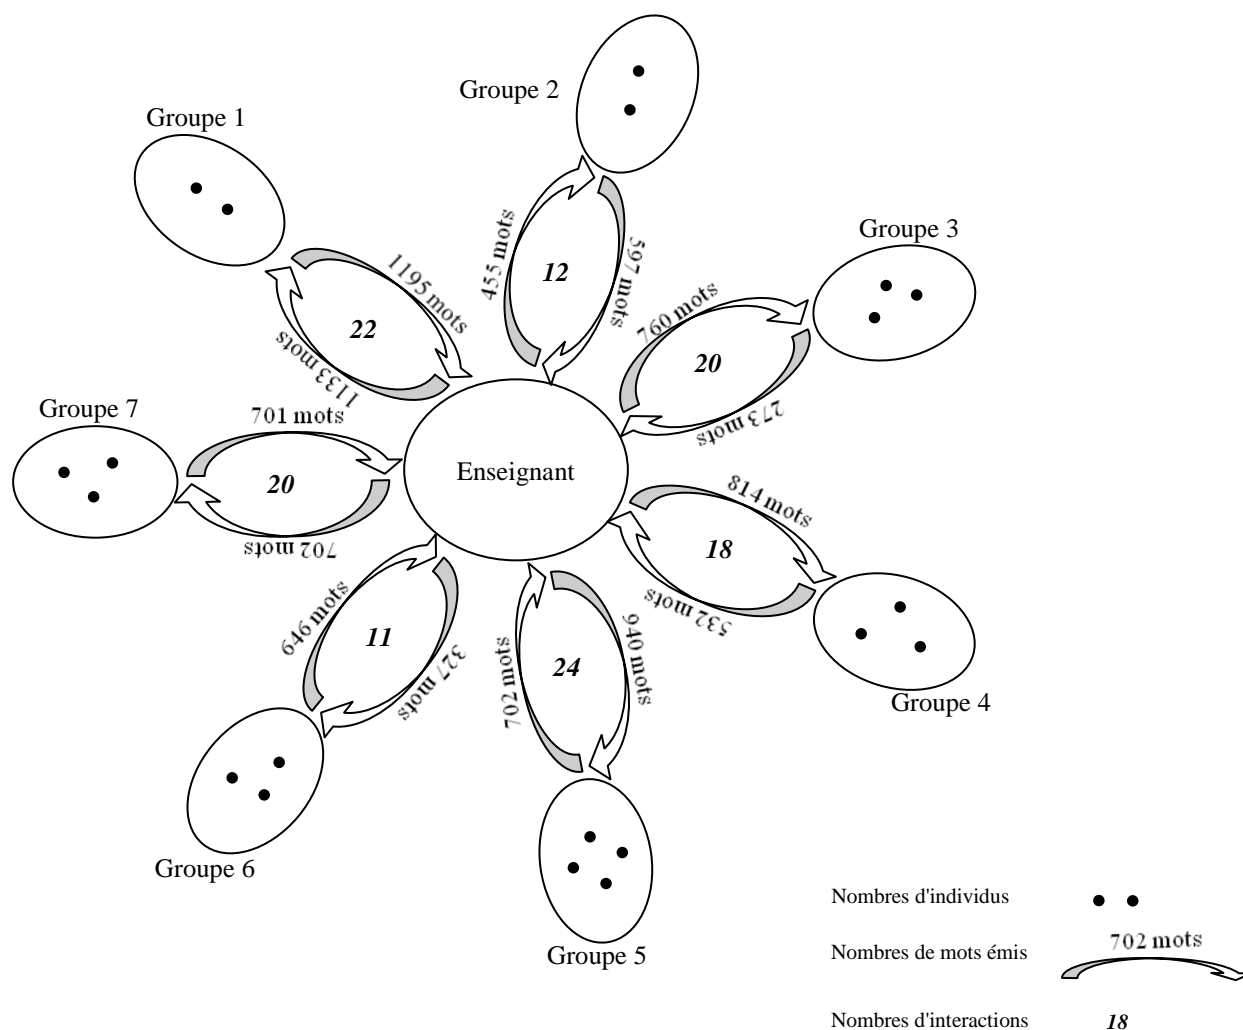 Groupe 2
Groupe 1
Groupe 3
455 mots
12
597 mots
1195 mots
22
1133 mots
760 mots
20
273 mots
Groupe 7
701 mots
20
702 mots
Enseignant
814 mots
18
532 mots
646 mots
11
327 mots
702 mots
24
940 mots
Groupe 4
Groupe 6
Groupe 5
Nombres d'individus
Nombres de mots émis
702 mots
Nombres d'interactions
18